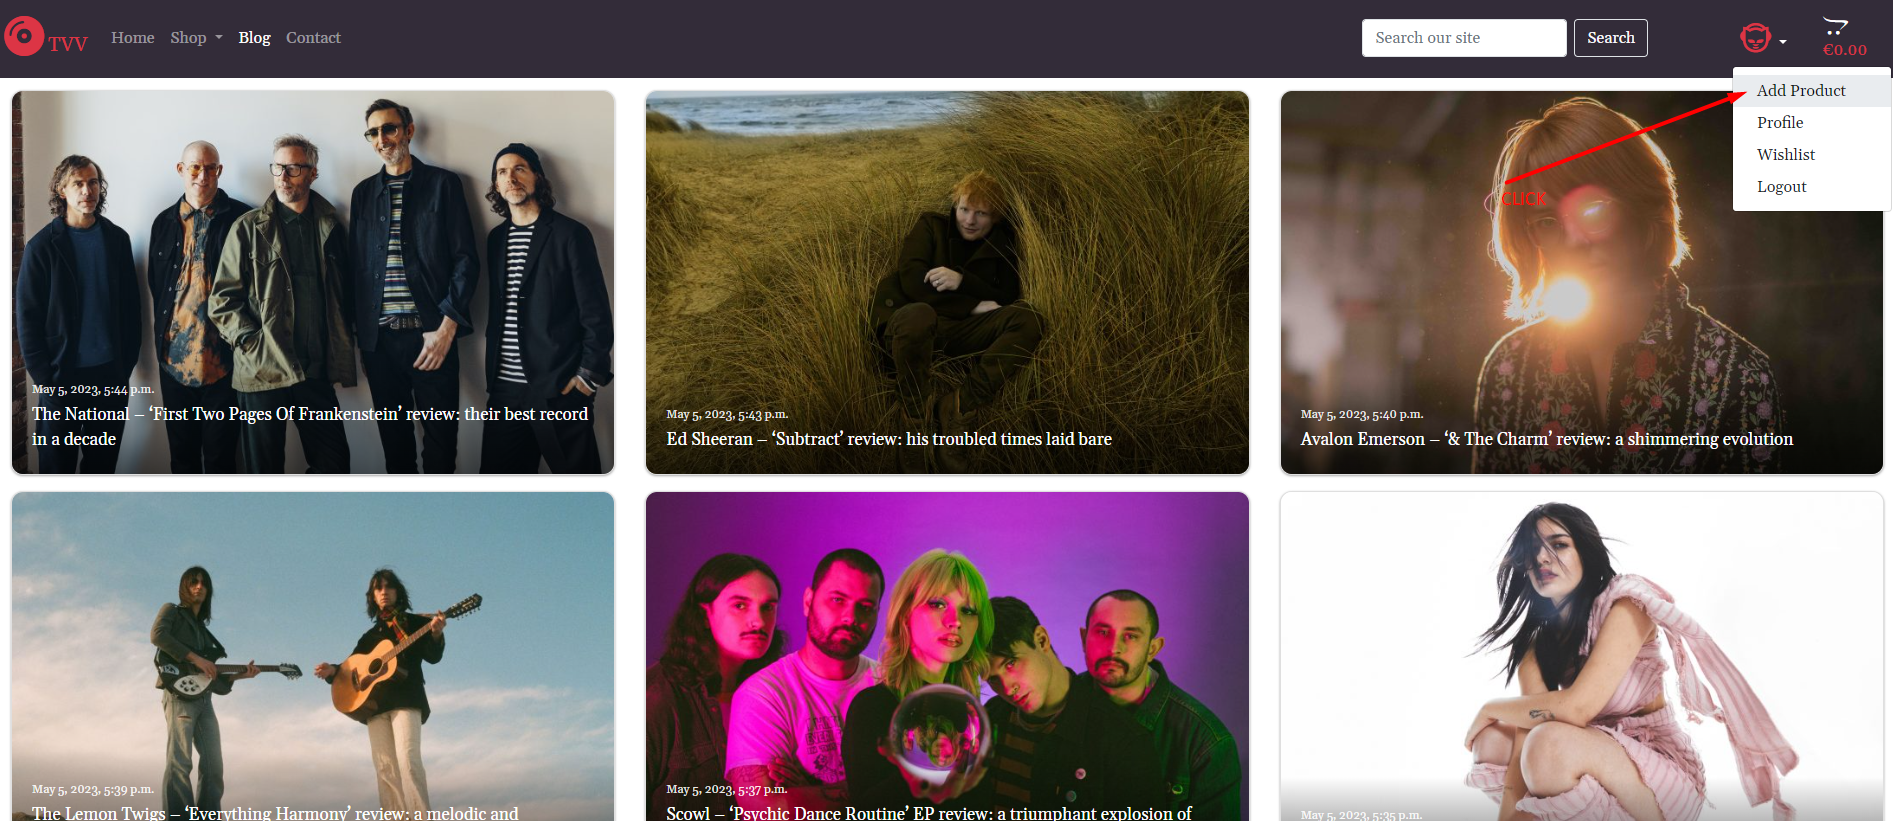 TVV
Home
Shop
Blog
Contact
Search our site
Search
€0.00
Add Product
Profile
Wishlist
Logout
CLICK
May 5, 2023, 5:44 p.m.
The National – ‘First Two Pages Of Frankenstein’ review: their best record
in a decade
May 5, 2023, 5:43 p.m.
Ed Sheeran – ‘Subtract’ review: his troubled times laid bare
May 5, 2023, 5:40 p.m.
Avalon Emerson – ‘& The Charm’ review: a shimmering evolution
May 5, 2023, 5:39 p.m.
The Lemon Twigs – ‘Everything Harmony’ review: a melodic and
May 5, 2023, 5:37 p.m.
Scowl – ‘Psychic Dance Routine’ EP review: a triumphant explosion of
May 5, 2023, 5:35 p.m.